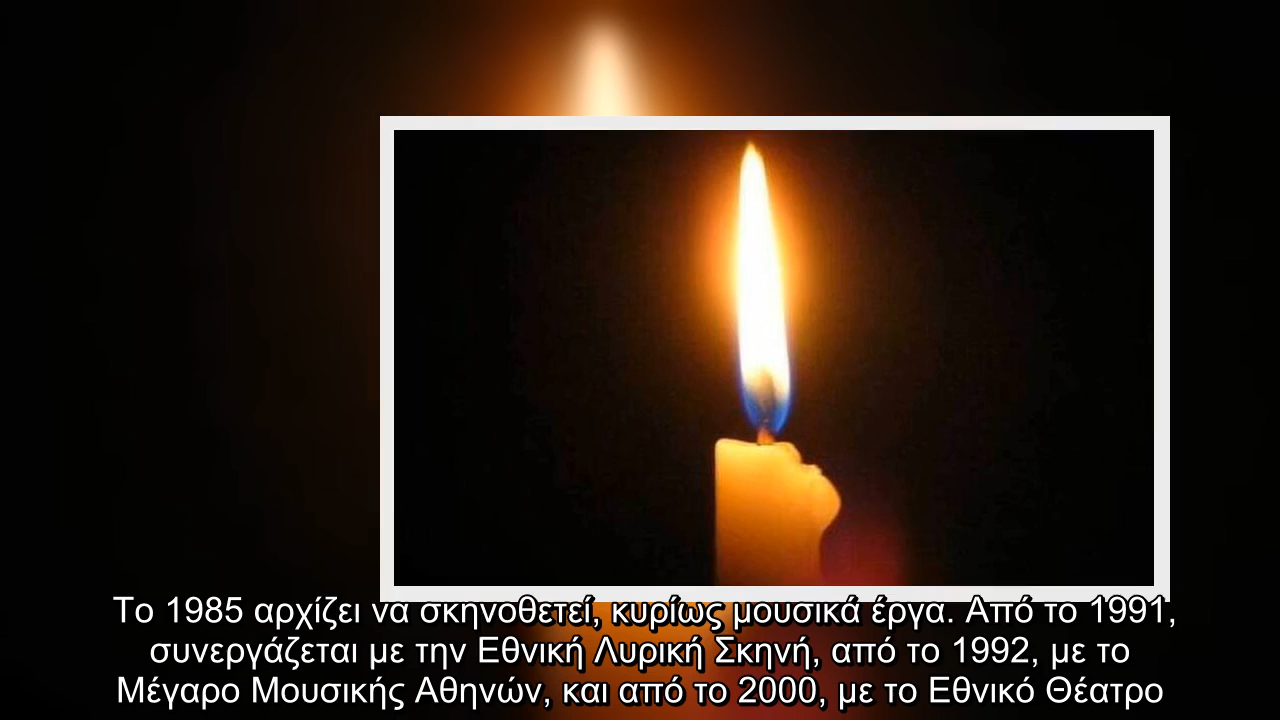 Το 1985 αρχίζει να σκηνοθετεί, κυρίως μουσικά έργα. Από το 1991,
συνεργάζεται με την Εθνική Λυρική Σκηνή, από το 1992, με το
Μέγαρο Μουσικής Αθηνών, και από το 2000, με το Εθνικό Θέατρο